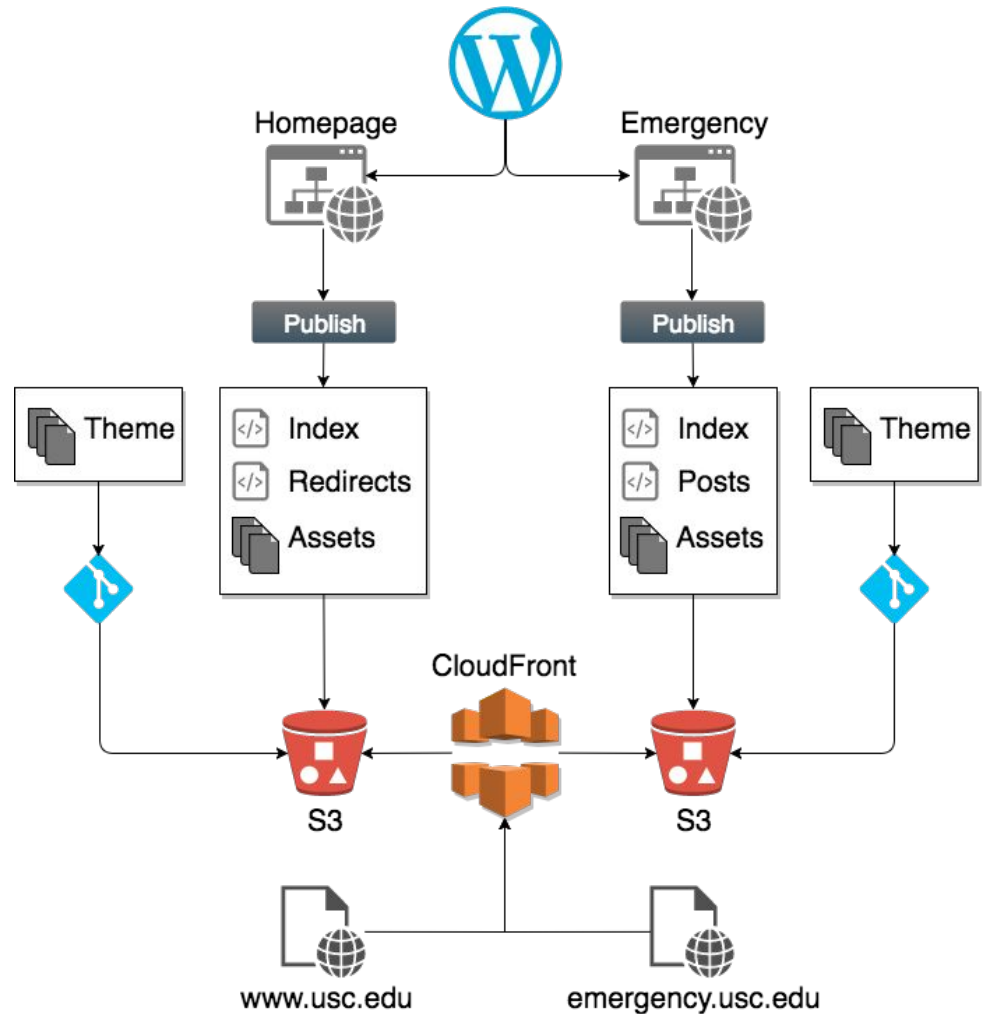 Homepage
Emergency
Publish
Publish
Theme
Index
Redirects
Assets
Index
Posts
Assets
Theme
CloudFront
S3
S3
www.usc.edu
emergency.usc.edu